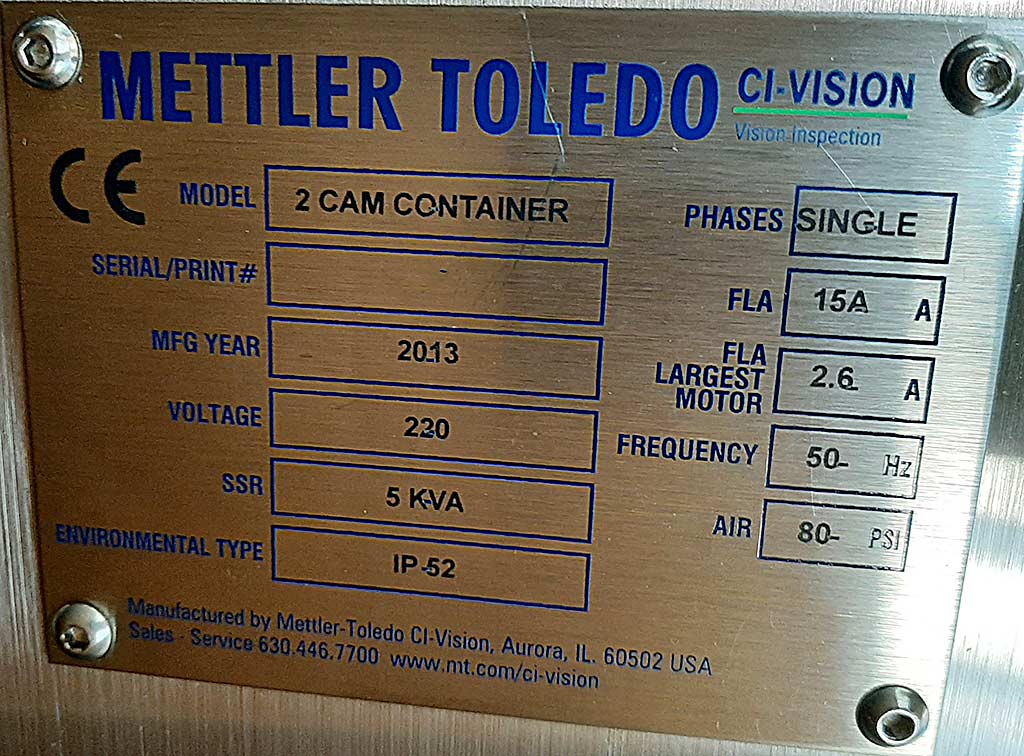 METTLER TOLEDO CI-VISION
Vision Inspection
CE MODEL 2 CAM CONTAINER
PHASES SINGLE
SERIAL/PRINT#
FLA 15A A
MFG YEAR 2013
FLA LARGEST MOTOR 2.6 A
VOLTAGE 220
FREQUENCY 50- Hz
SSR 5 KVA
AIR 80- PSI
ENVIRONMENTAL TYPE IP-52
Manufactured by Mettler-Toledo CI-Vision, Aurora, IL. 60502 USA
Sales - Service 630.446.7700 www.mt.com/ci-vision